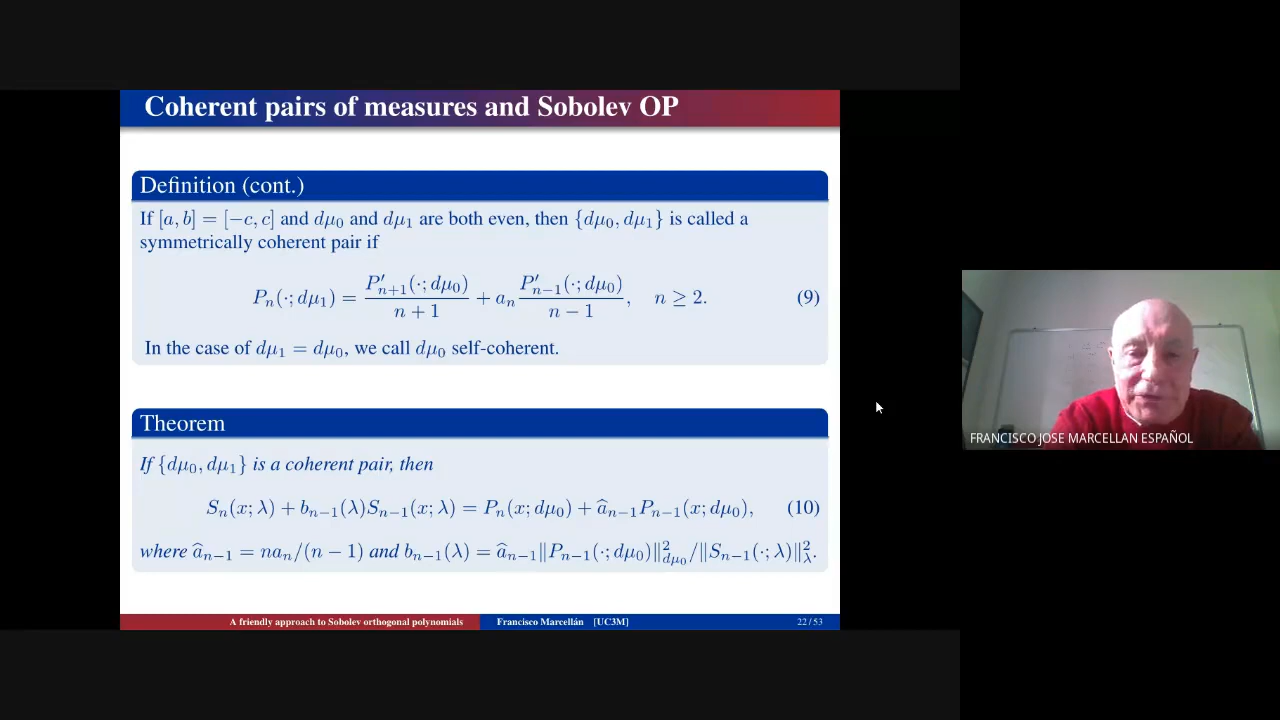 Coherent pairs of measures and Sobolev OP
Definition (cont.)
If [a, b] = [−c, c] and dμ₀ and dμ₁ are both even, then {dμ₀, dμ₁} is called a
symmetrically coherent pair if
Pₙ(·; dμ₁) = P′ₙ₊₁(·; dμ₀)/(n + 1) + aₙ P′ₙ₋₁(·; dμ₀)/(n − 1), n ≥ 2. (9)
In the case of dμ₁ = dμ₀, we call dμ₀ self-coherent.
Theorem
If {dμ₀, dμ₁} is a coherent pair, then
Sₙ(x; λ) + bₙ₋₁(λ)Sₙ₋₁(x; λ) = Pₙ(x; dμ₀) + âₙ₋₁Pₙ₋₁(x; dμ₀), (10)
where âₙ₋₁ = naₙ/(n − 1) and bₙ₋₁(λ) = âₙ₋₁‖Pₙ₋₁(·; dμ₀)‖²_{dμ₀}/‖Sₙ₋₁(·; λ)‖²_λ.
A friendly approach to Sobolev orthogonal polynomials Francisco Marcellán [UC3M] 22 / 53
FRANCISCO JOSE MARCELLAN ESPAÑOL